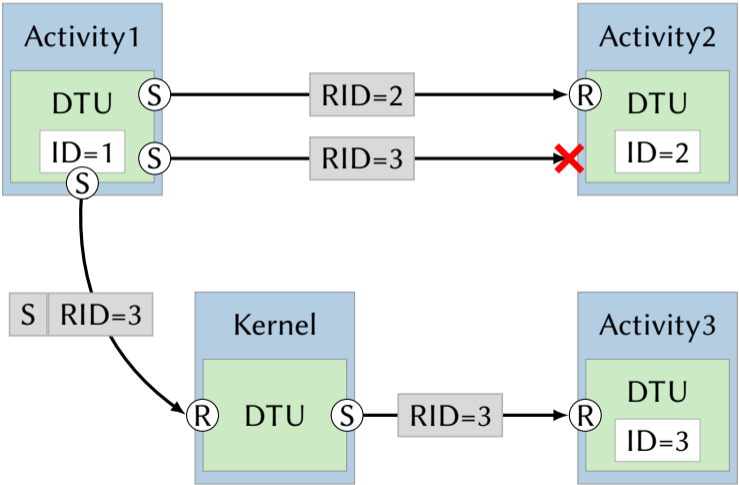 Activity1
DTU
ID=1
S
S
S
RID=2
RID=3
Activity2
R
DTU
ID=2
S RID=3
Kernel
R
DTU
S
RID=3
Activity3
R
DTU
ID=3